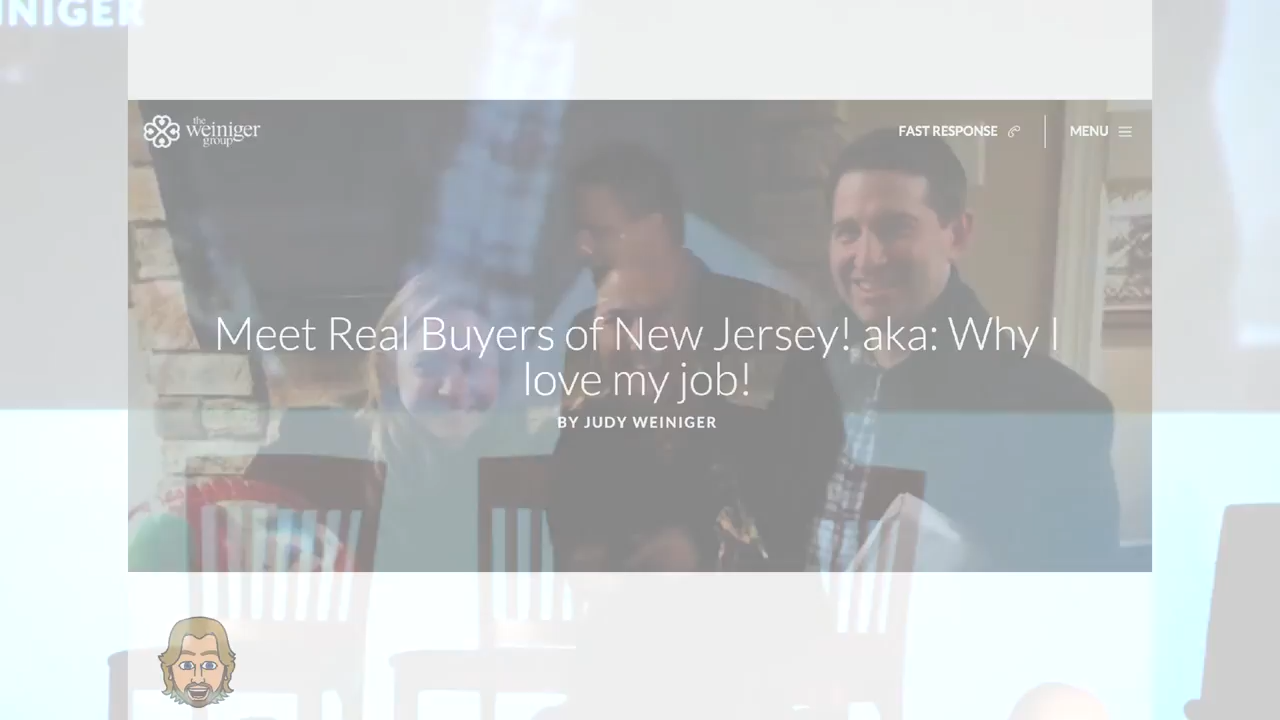 INIGER
the
weiniger
group
FAST RESPONSE
MENU
Meet Real Buyers of New Jersey! aka: Why I
love my job!
BY JUDY WEINIGER